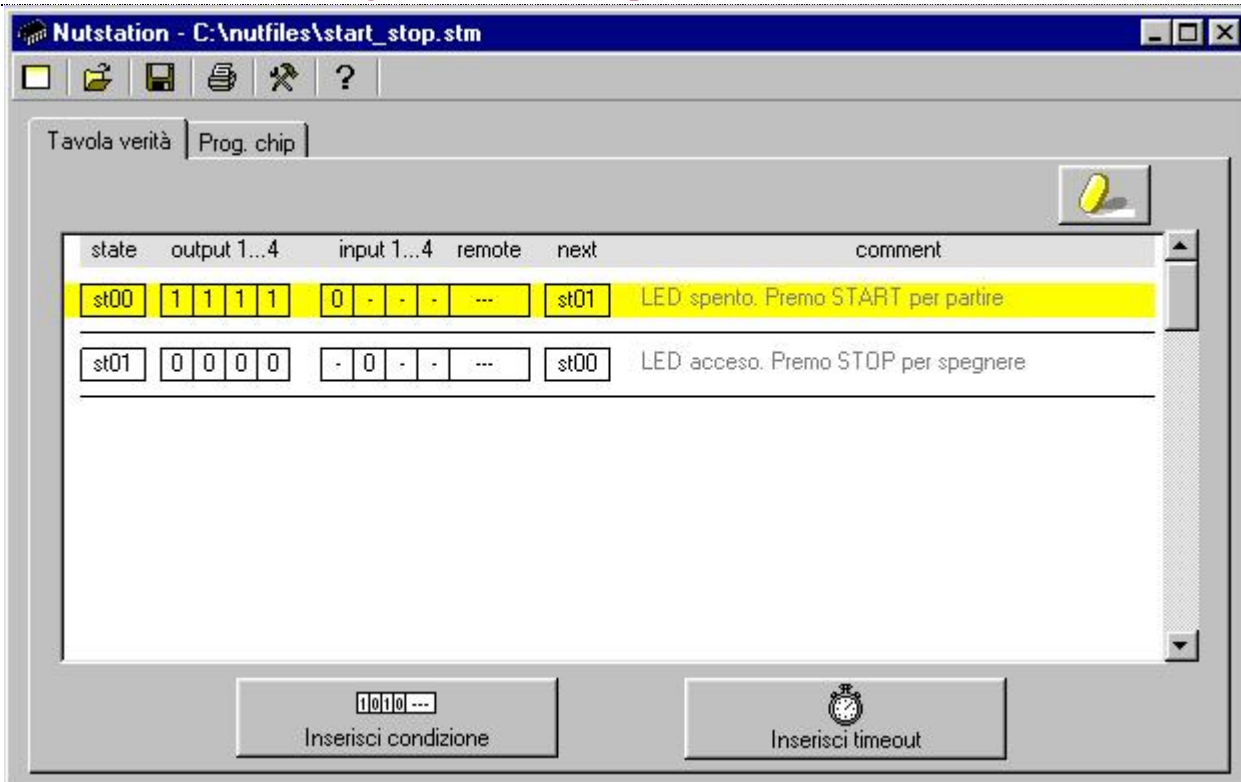 Nutstation - C:\nutfiles\start_stop.stm
?
Tavola verità Prog. chip
state output 1...4 input 1...4 remote next comment
st00 1 1 1 1 0 - - - --- st01 LED spento. Premo START per partire
st01 0 0 0 0 - 0 - - --- st00 LED acceso. Premo STOP per spegnere
1010---
Inserisci condizione Inserisci timeout